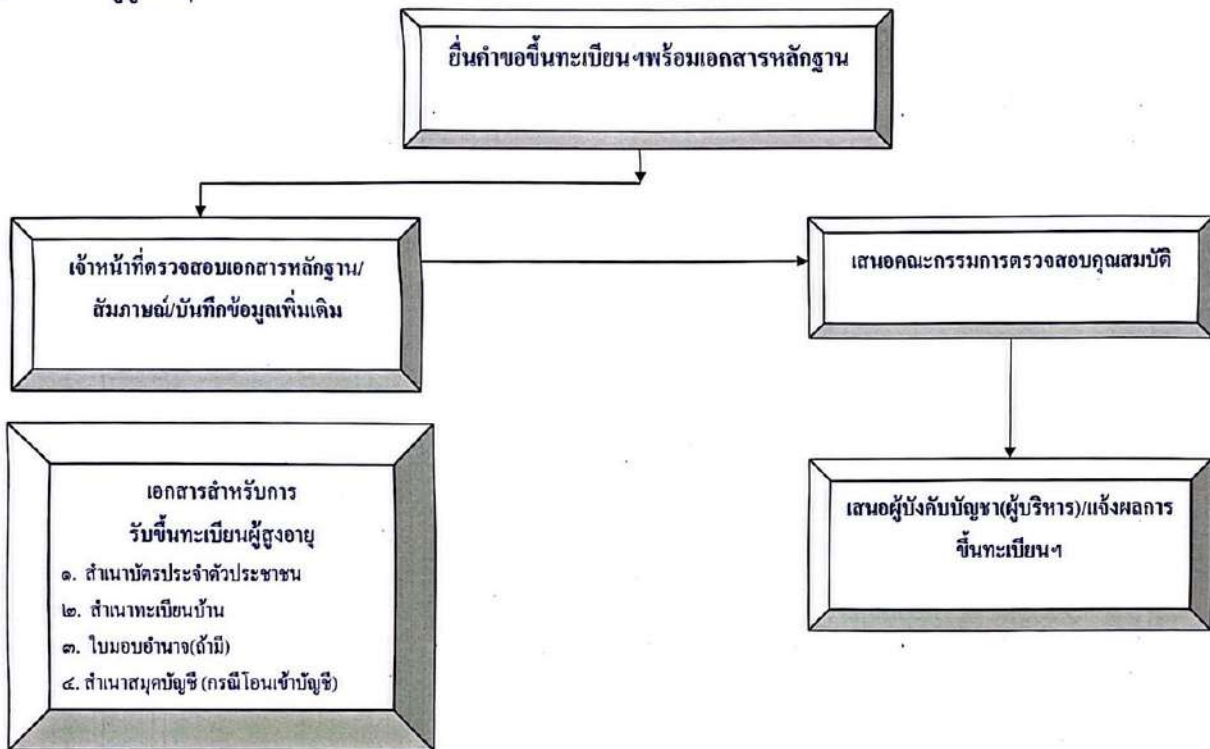 ยื่นคำขอขึ้นทะเบียนฯพร้อมเอกสารหลักฐาน
เจ้าหน้าที่ตรวจสอบเอกสารหลักฐาน/
สัมภาษณ์/บันทึกข้อมูลเพิ่มเติม
เสนอคณะกรรมการตรวจสอบคุณสมบัติ
เอกสารสำหรับการ
รับขึ้นทะเบียนผู้สูงอายุ
๑. สำเนาบัตรประจำตัวประชาชน
๒. สำเนาทะเบียนบ้าน
๓. ใบมอบอำนาจ(ถ้ามี)
๔. สำเนาสมุดบัญชี (กรณีโอนเข้าบัญชี)
เสนอผู้บังคับบัญชา(ผู้บริหาร)/แจ้งผลการ
ขึ้นทะเบียนฯ